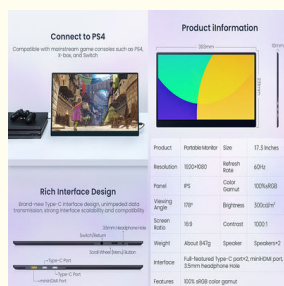 Connect to PS4
Compatible with mainstream game consoles such as PS4,
X-box, and Switch
Rich Interface Design
Brand-new Type-C interface design, unimpeded data
transmission, strong interface scalability and compatibility
3.5mm Headphone Hole
Switch/Return
Scroll Wheel (Menu) Button
Type-C Port
Type-C Port
miniHDMI Port
Product iInformation
392mm
10mm
Product Portable Monitor Size 17.3 Inches
Resolution 1920*1080 Refresh Rate 60Hz
Panel IPS Color Gamut 100%sRGB
Viewing Angle 178° Brightness 500cd/m²
Screen Ratio 16:9 Contrast 1000:1
Weight About 947g Speaker Speakers×2
Interface Full-featured Type-C port×2, miniHDMI port,
3.5mm headphone Hole
Features 100% sRGB color gamut